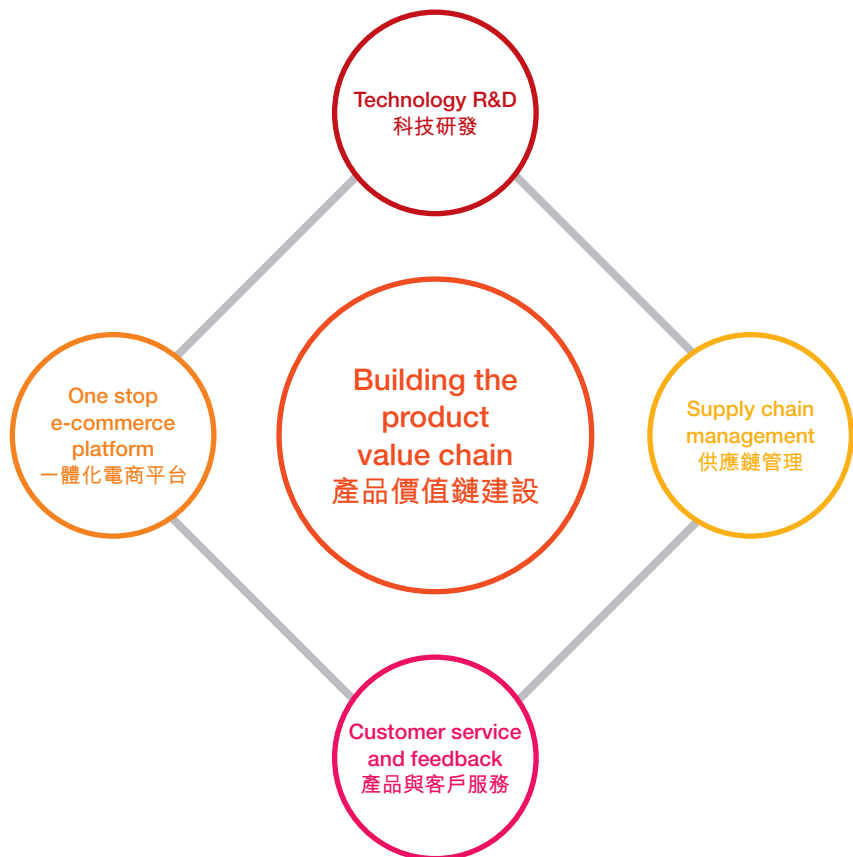 Technology R&D
科技研發
One stop
e-commerce
platform
一體化電商平台
Building the
product
value chain
產品價值鏈建設
Supply chain
management
供應鏈管理
Customer service
and feedback
產品與客戶服務